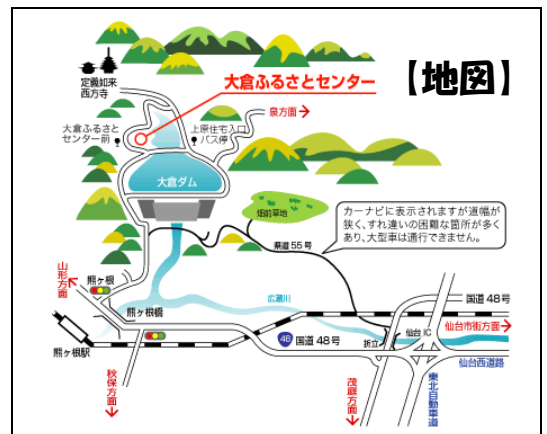 【地図】
定義如来
西方寺
大倉ふるさとセンター
泉方面
大倉ふるさと
センター前
上原住宅入口
バス停
大倉ダム
畑前草地
カーナビに表示されますが道幅が
狭く、すれ違いの困難な箇所が多く
あり、大型車は通行できません。
県道55号
山形方面
熊ヶ根
熊ヶ根橋
広瀬川
国道48号
仙台市街方面
熊ヶ根駅
48
国道48号
折立
仙台IC
仙台西道路
秋保方面
茂庭方面
東北自動車道